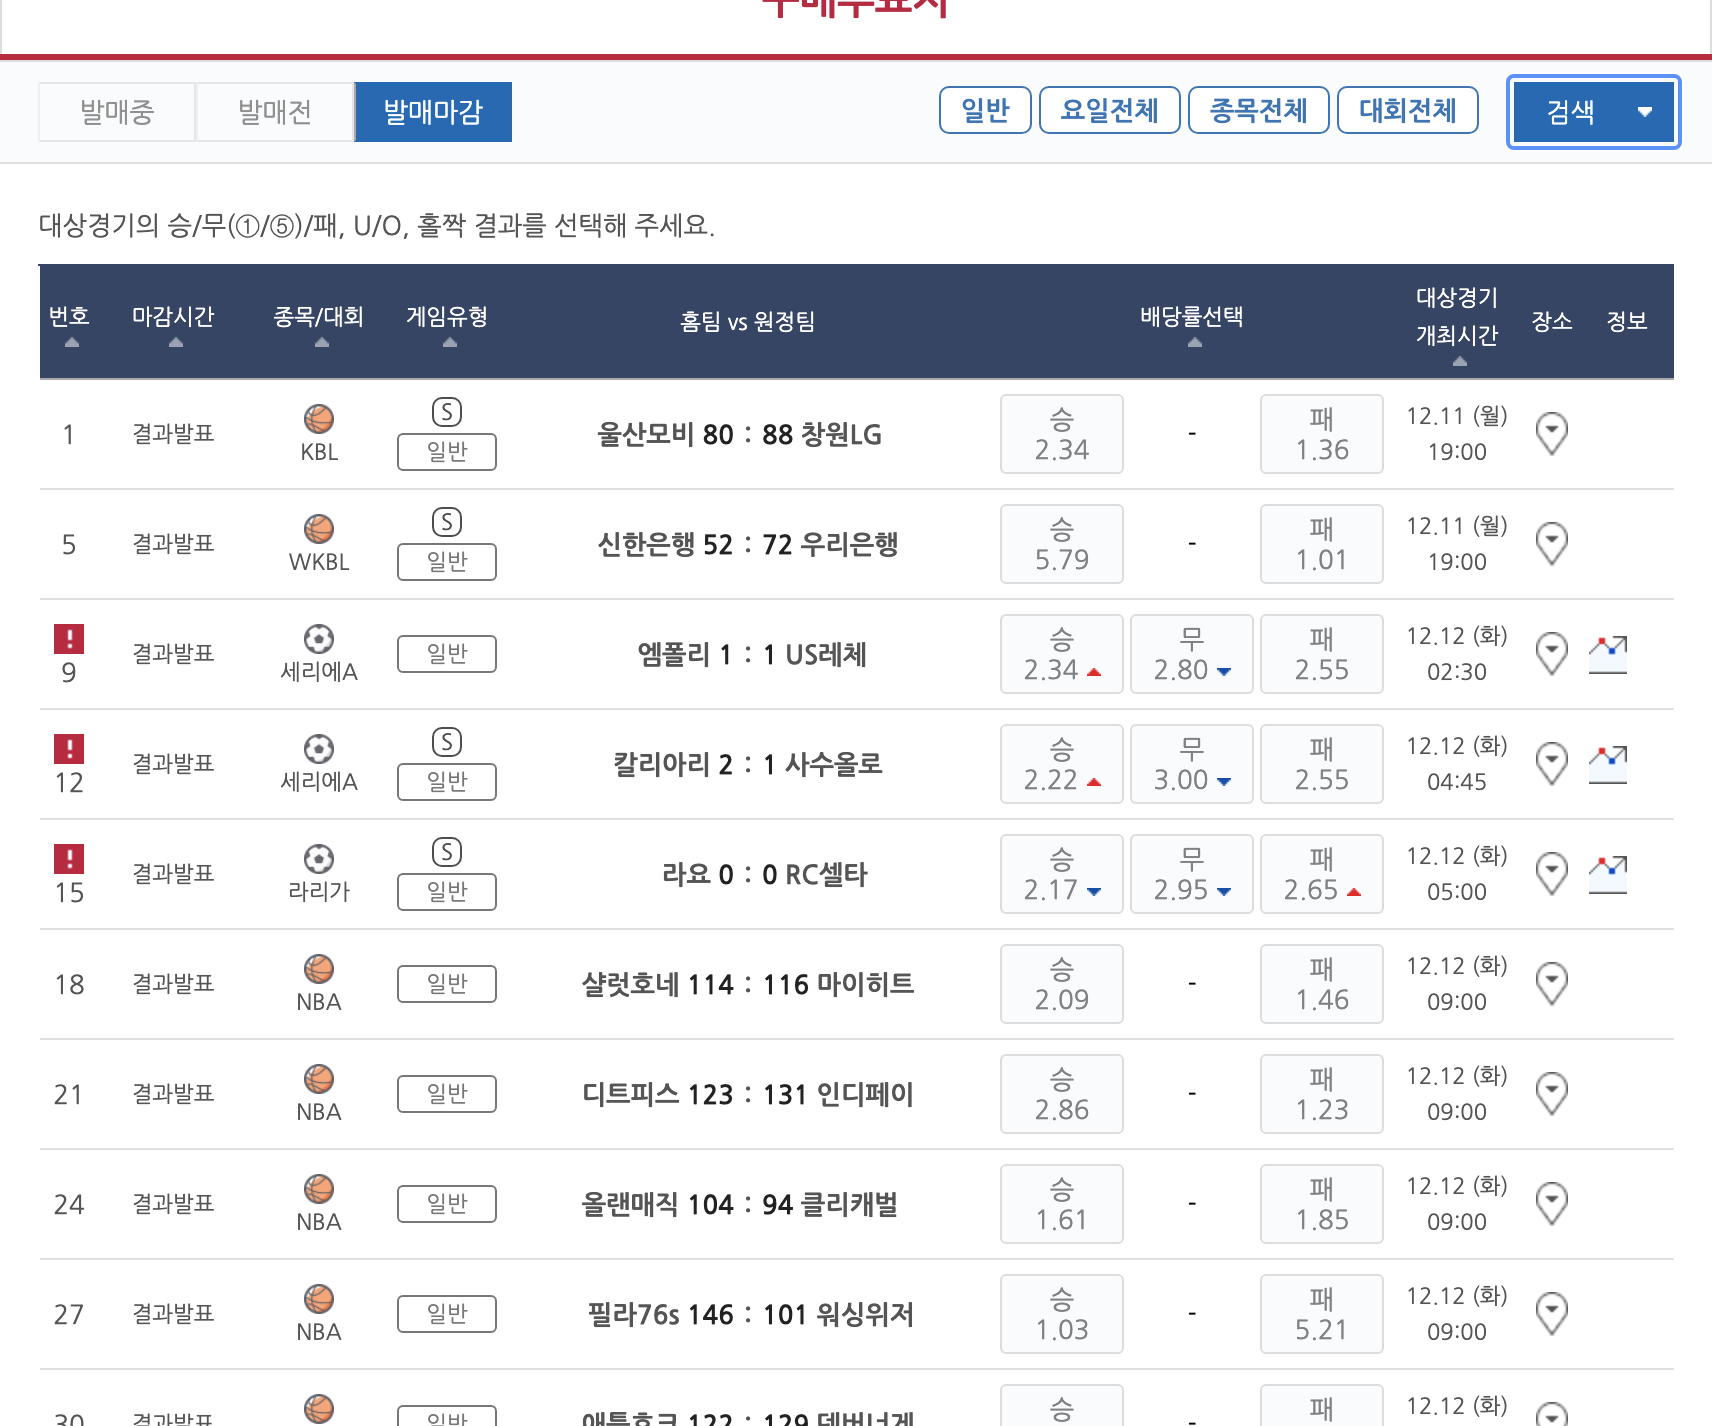 구매투표지
발매중 발매전 발매마감 일반 요일전체 종목전체 대회전체 검색
대상경기의 승/무(①/⑤)/패, U/O, 홀짝 결과를 선택해 주세요.
번호 마감시간 종목/대회 게임유형 홈팀 vs 원정팀 배당률선택 대상경기 개최시간 장소 정보
1 결과발표 KBL S 일반 울산모비 80 : 88 창원LG 승 2.34 - 패 1.36 12.11 (월) 19:00
5 결과발표 WKBL S 일반 신한은행 52 : 72 우리은행 승 5.79 - 패 1.01 12.11 (월) 19:00
! 9 결과발표 세리에A 일반 엠폴리 1 : 1 US레체 승 2.34 무 2.80 패 2.55 12.12 (화) 02:30
! 12 결과발표 세리에A S 일반 칼리아리 2 : 1 사수올로 승 2.22 무 3.00 패 2.55 12.12 (화) 04:45
! 15 결과발표 라리가 S 일반 라요 0 : 0 RC셀타 승 2.17 무 2.95 패 2.65 12.12 (화) 05:00
18 결과발표 NBA 일반 샬럿호네 114 : 116 마이히트 승 2.09 - 패 1.46 12.12 (화) 09:00
21 결과발표 NBA 일반 디트피스 123 : 131 인디페이 승 2.86 - 패 1.23 12.12 (화) 09:00
24 결과발표 NBA 일반 올랜매직 104 : 94 클리캐벌 승 1.61 - 패 1.85 12.12 (화) 09:00
27 결과발표 NBA 일반 필라76s 146 : 101 워싱위저 승 1.03 - 패 5.21 12.12 (화) 09:00
30 결과발표 일반 애틀호크 122 : 129 덴버너게 승 - 패 12.12 (화)